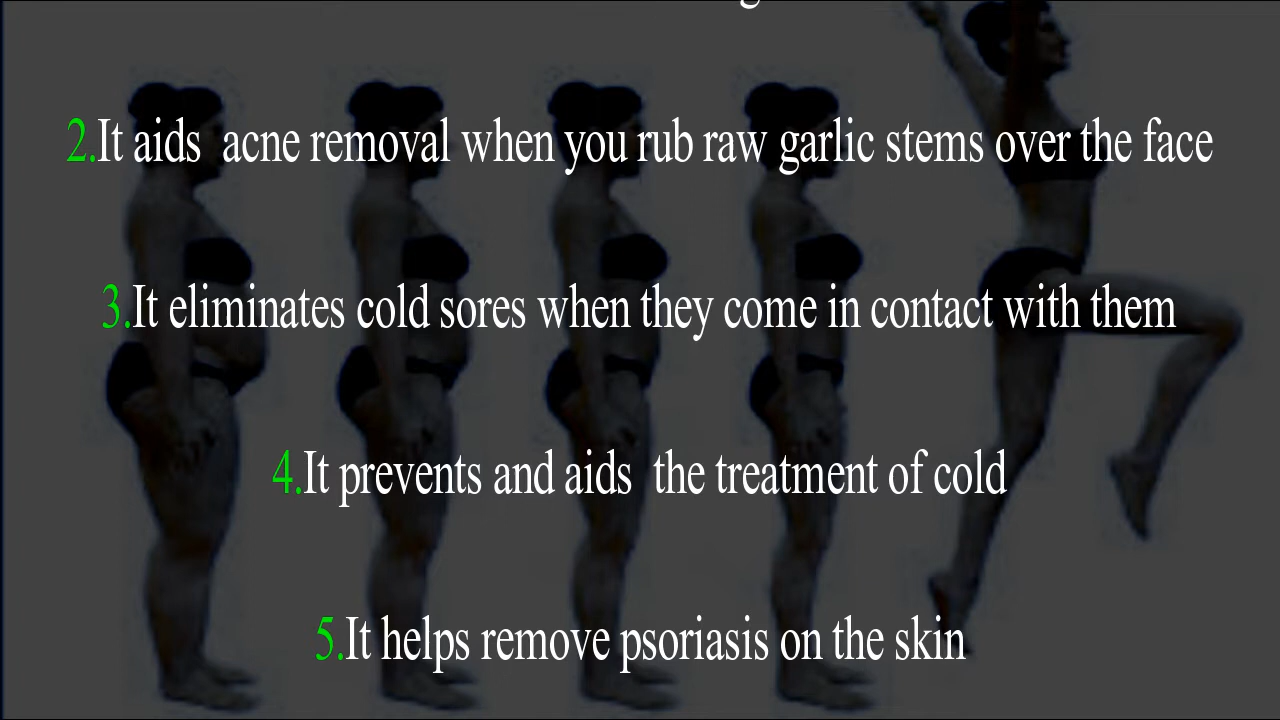 2.It aids  acne removal when you rub raw garlic stems over the face
3.It eliminates cold sores when they come in contact with them
4.It prevents and aids  the treatment of cold
5.It helps remove psoriasis on the skin